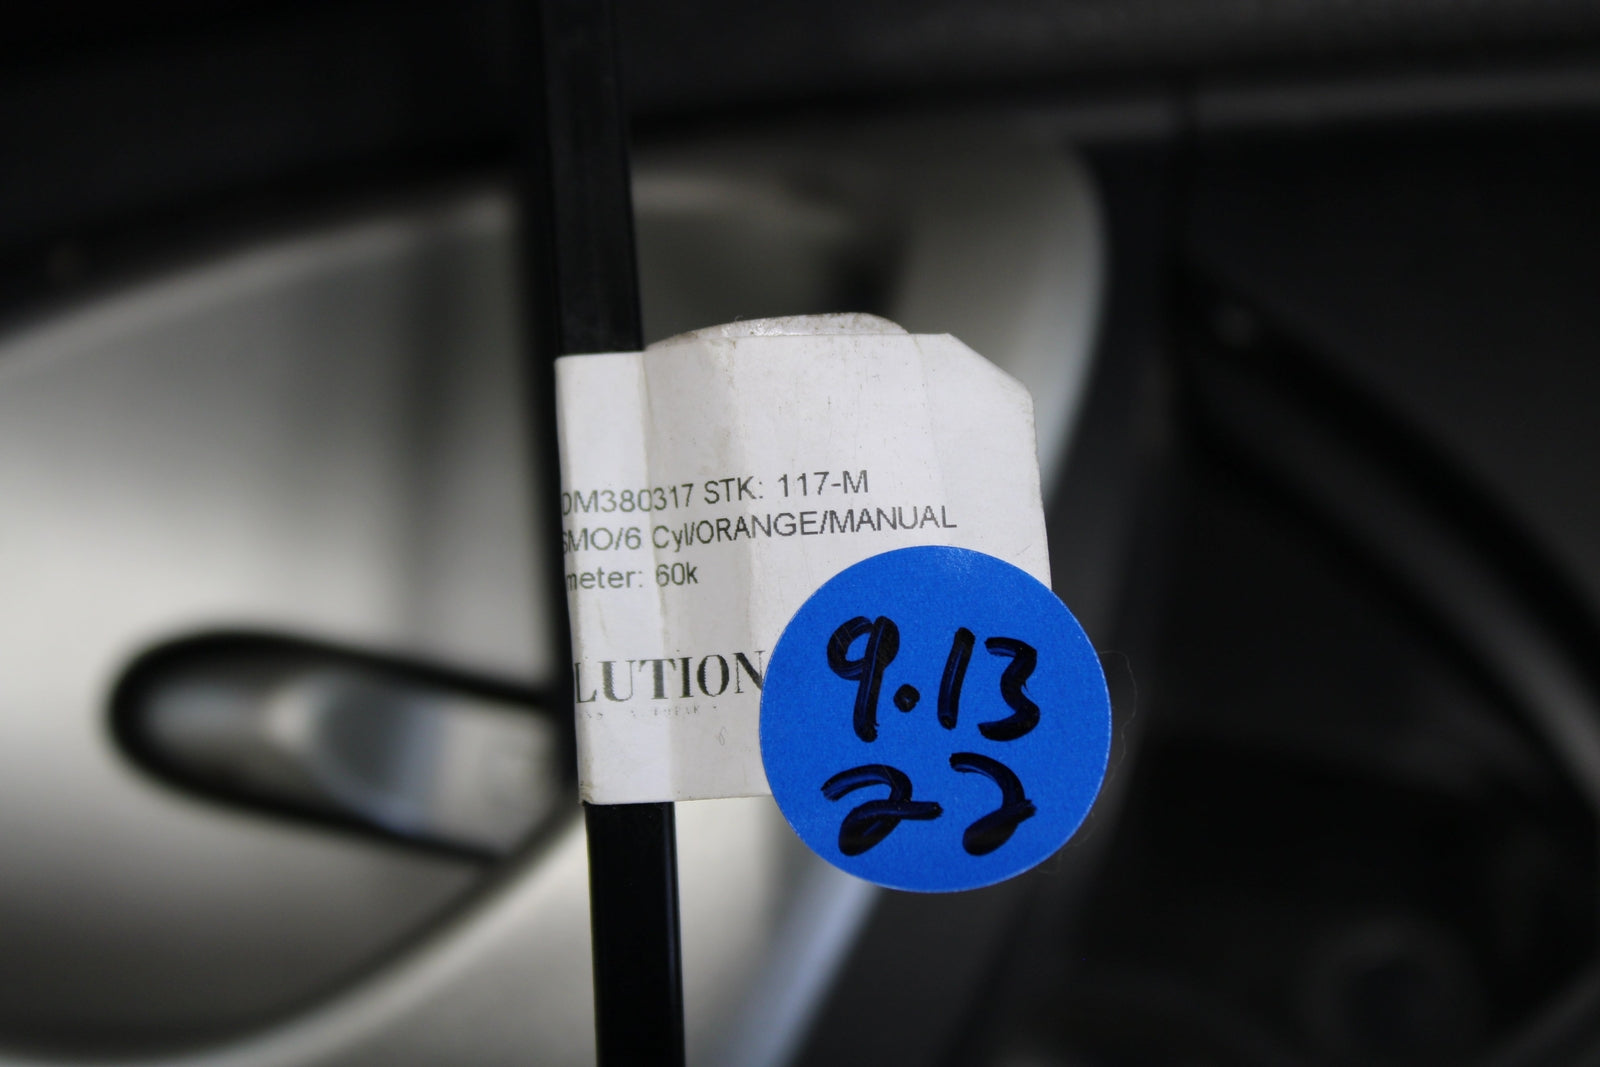 DM380317 STK: 117-M
SMO/6 Cyl/ORANGE/MANUAL
meter: 60k
LUTION
9.13
22